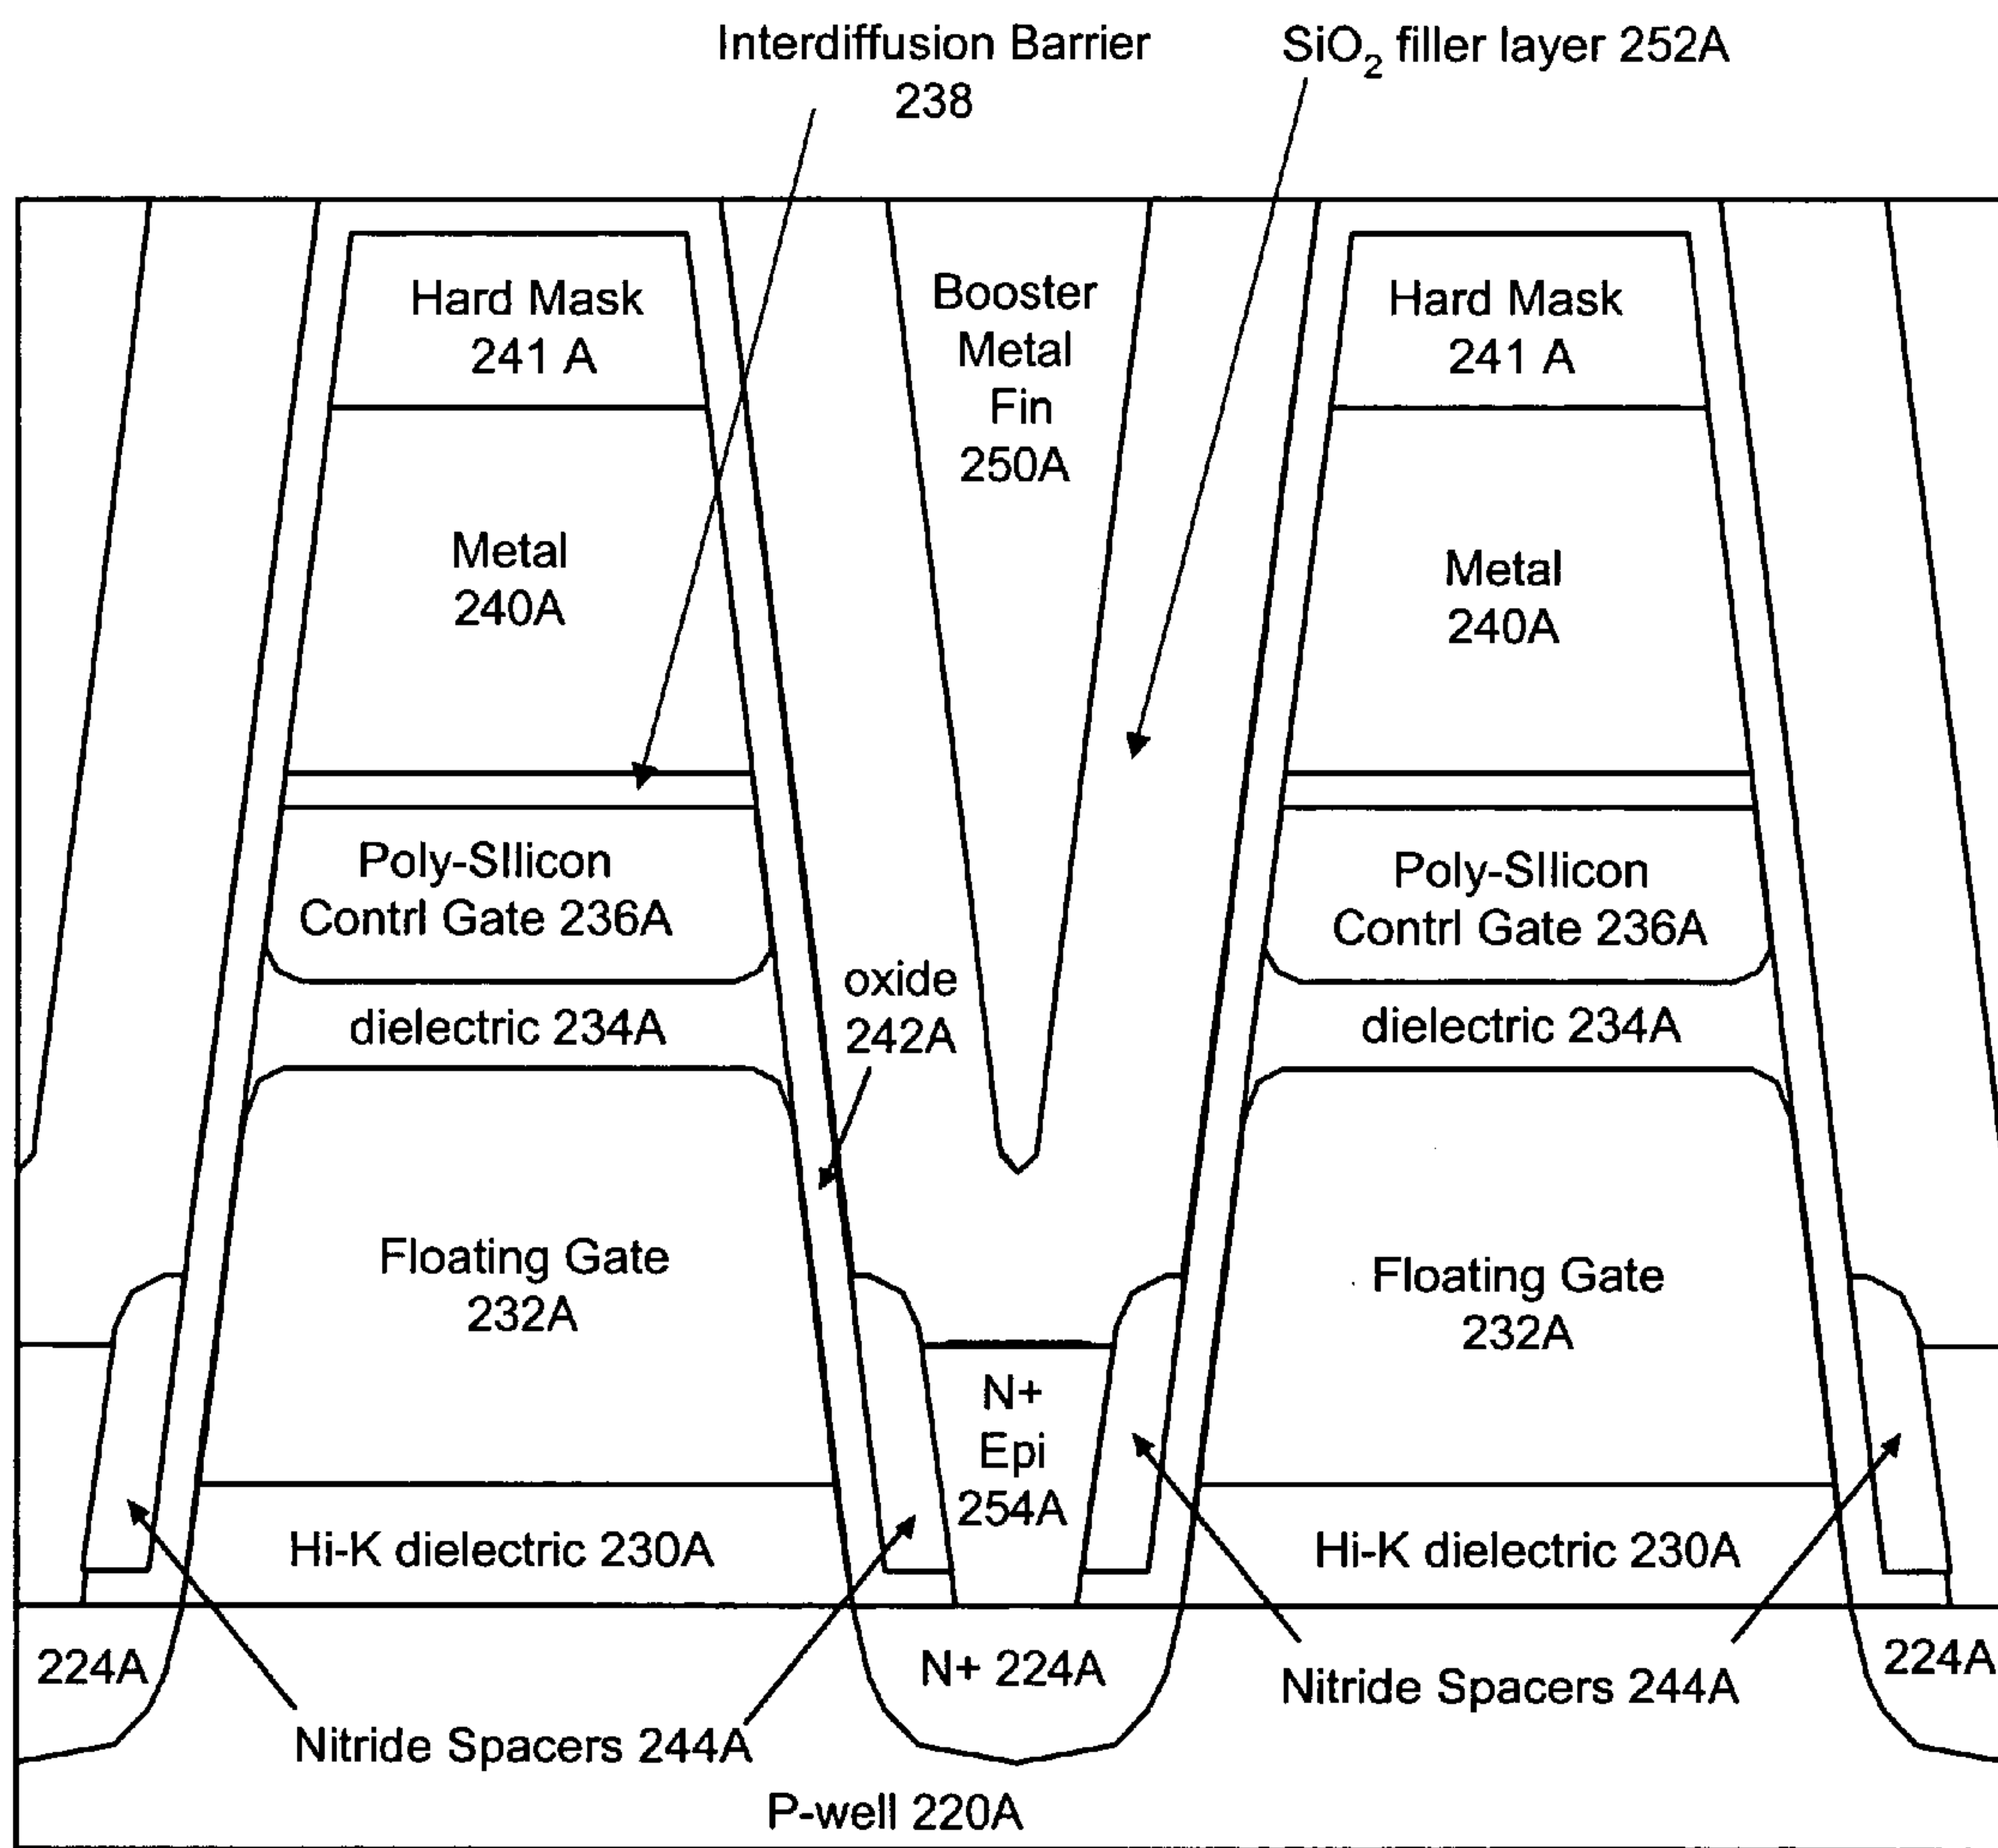 Interdiffusion Barrier
238
SiO₂ filler layer 252A
Hard Mask
241 A
Booster
Metal
Fin
250A
Hard Mask
241 A
Metal
240A
Metal
240A
Poly-SIlicon
Contrl Gate 236A
Poly-SIlicon
Contrl Gate 236A
oxide
242A
dielectric 234A
dielectric 234A
Floating Gate
232A
Floating Gate
232A
N+
Epi
254A
Hi-K dielectric 230A
Hi-K dielectric 230A
224A
N+ 224A
224A
Nitride Spacers 244A
Nitride Spacers 244A
P-well 220A